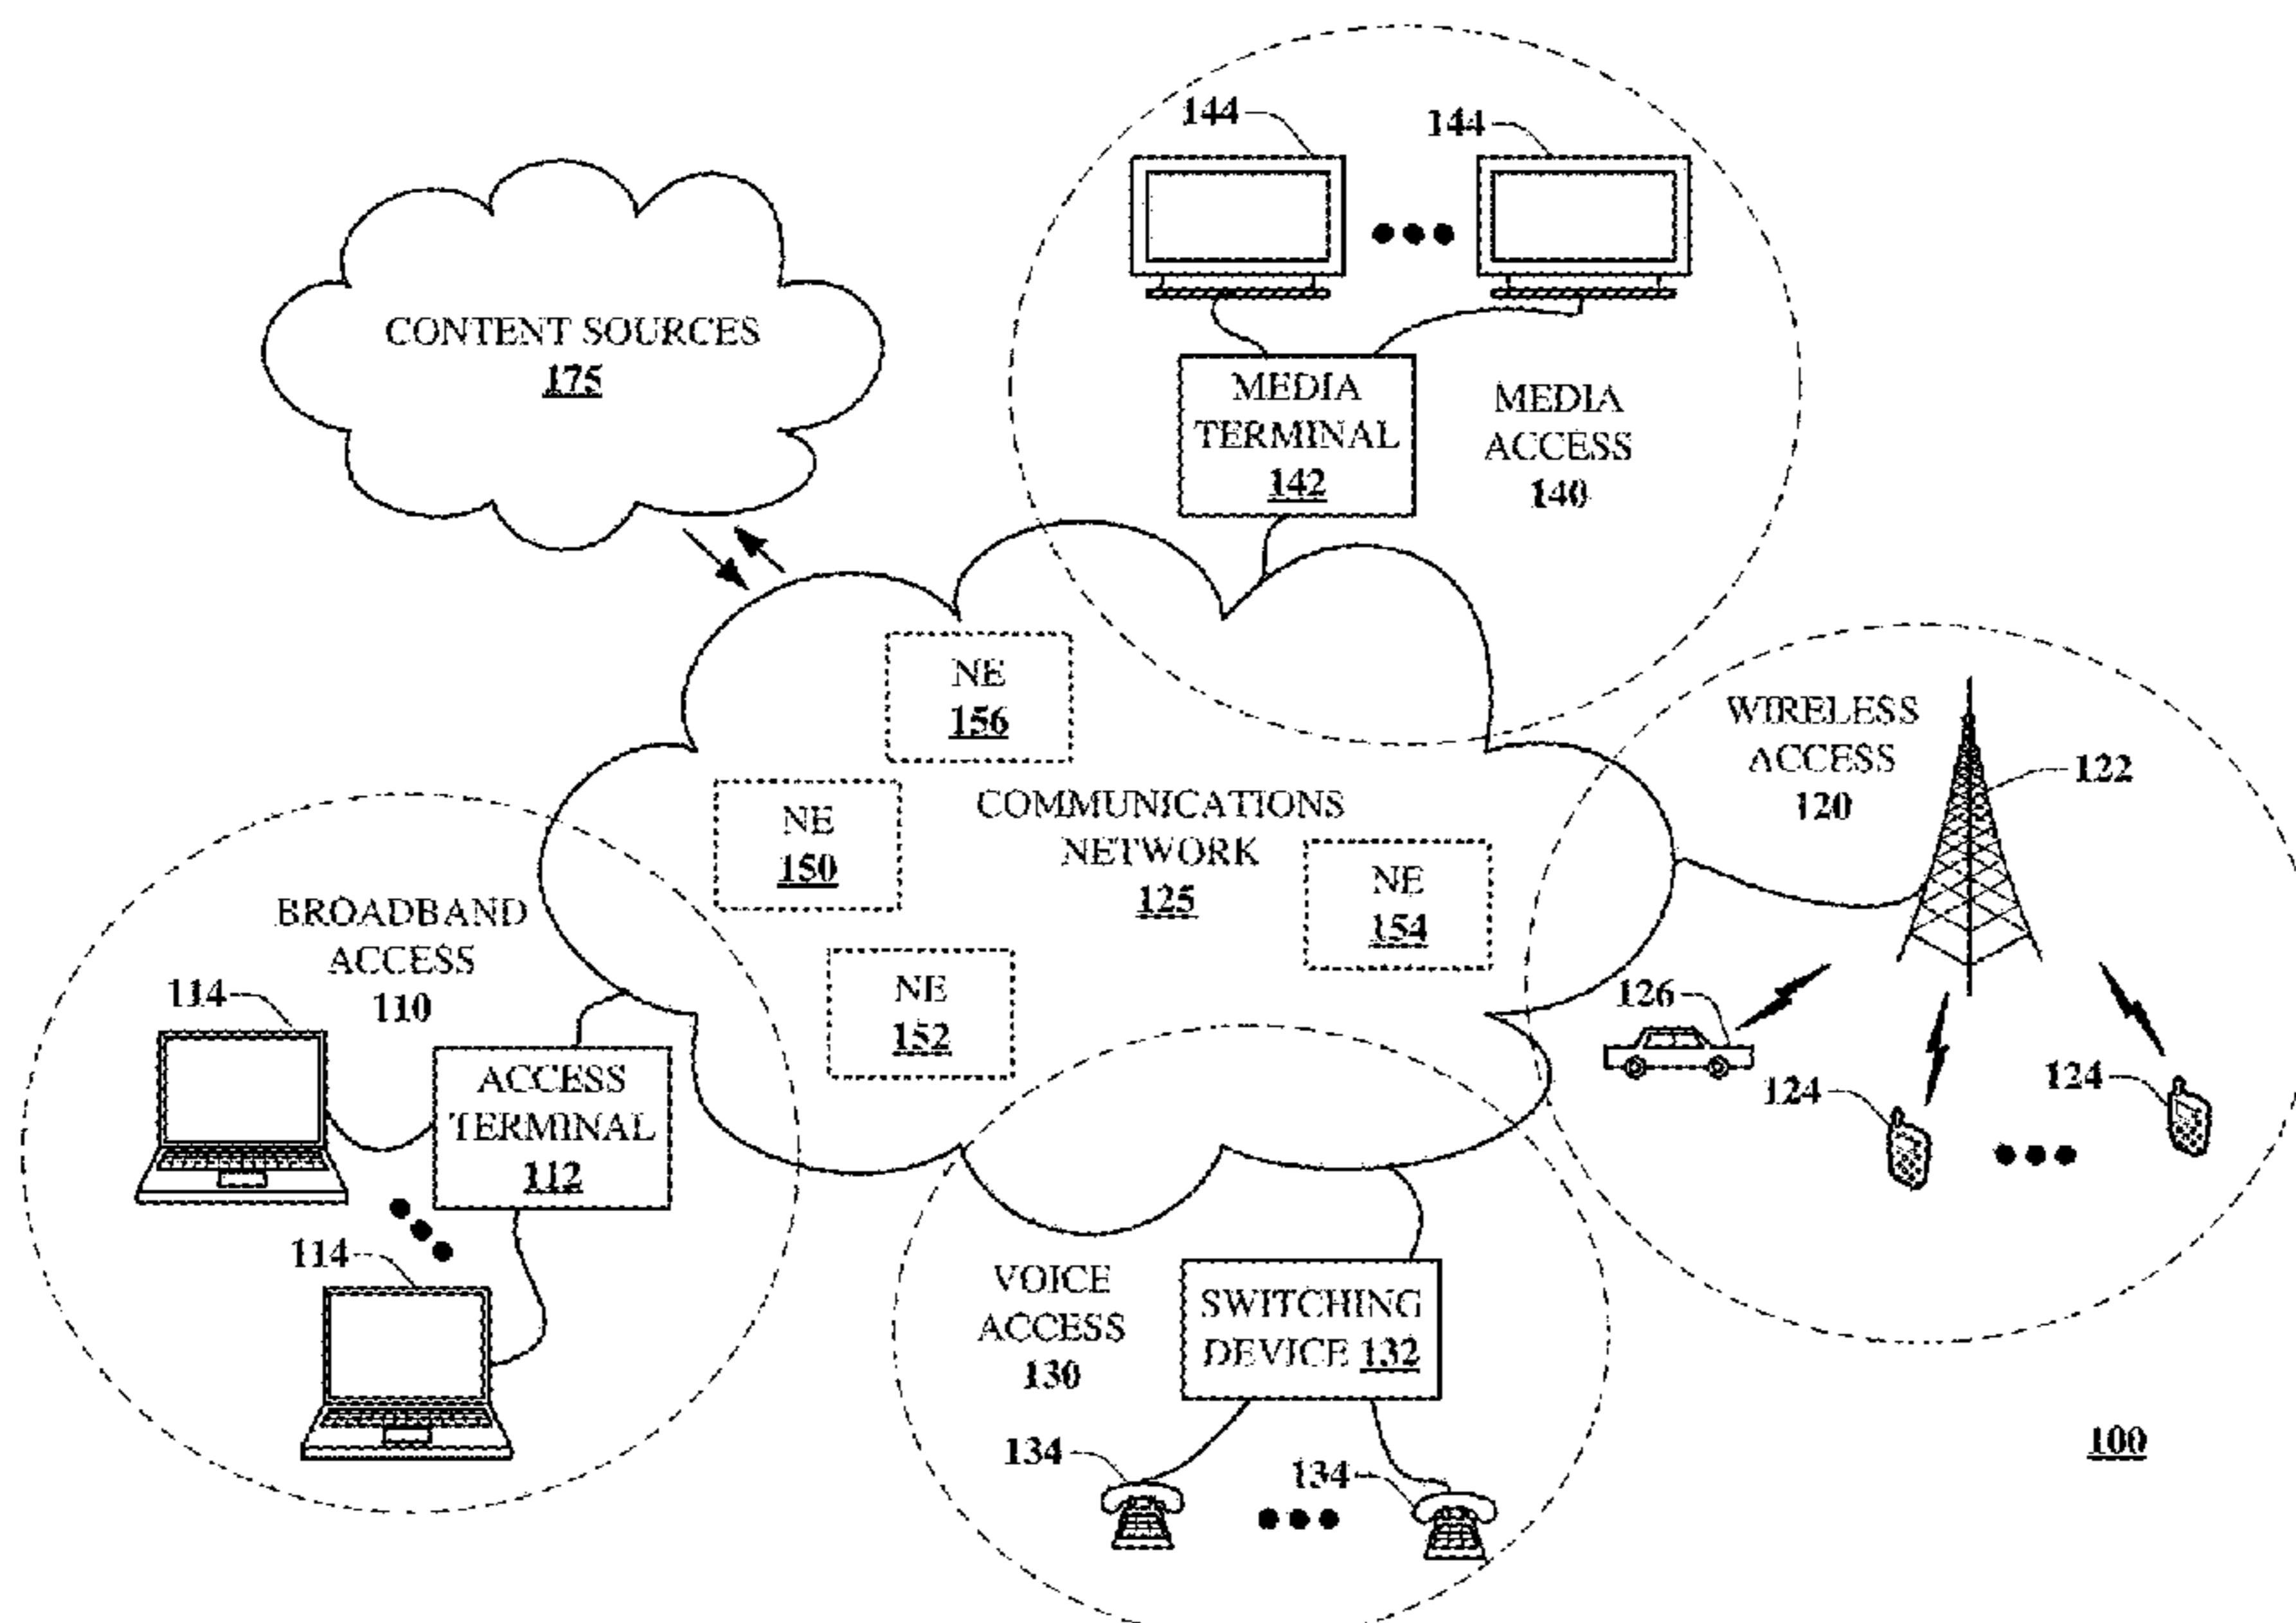 144
144
CONTENT SOURCES
175
MEDIA
TERMINAL
142
MEDIA
ACCESS
140
NE
156
WIRELESS
ACCESS
120
122
NE
150
COMMUNICATIONS
NETWORK
125
NE
154
BROADBAND
ACCESS
110
114
NE
152
126
124
124
ACCESS
TERMINAL
112
114
VOICE
ACCESS
130
SWITCHING
DEVICE 132
134
134
100